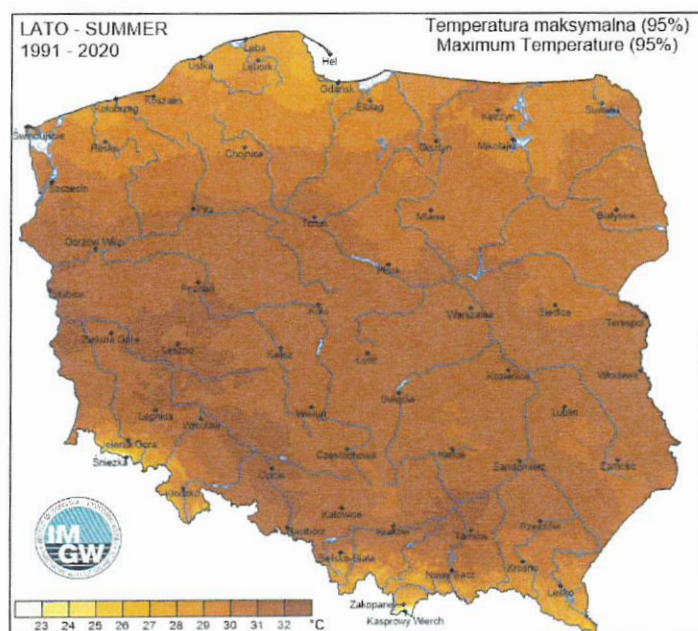 LATO - SUMMER
1991 - 2020
Temperatura maksymalna (95%)
Maximum Temperature (95%)
Łeba
Hel
Ustka
Lębork
Gdańsk
Kołobrzeg
Koszalin
Elbląg
Kętrzyn
Suwałki
Świnoujście
Resko
Chojnice
Olsztyn
Mikołajki
Szczecin
Piła
Toruń
Mława
Białystok
Gorzów Wlkp
Płock
Słubice
Poznań
Koło
Warszawa
Siedlce
Terespol
Zielona Góra
Leszno
Kalisz
Łódź
Kozienice
Włodawa
Sulejów
Legnica
Wrocław
Wieluń
Lublin
Jelenia Góra
Śnieżka
Częstochowa
Kielce
Sandomierz
Zamość
Kłodzko
Opole
Katowice
Racibórz
Kraków
Tarnów
Rzeszów
Bielsko-Biała
Nowy Sącz
Krosno
Lesko
Zakopane
Kasprowy Wierch
IM
GW
23 24 25 26 27 28 29 30 31 32 °C